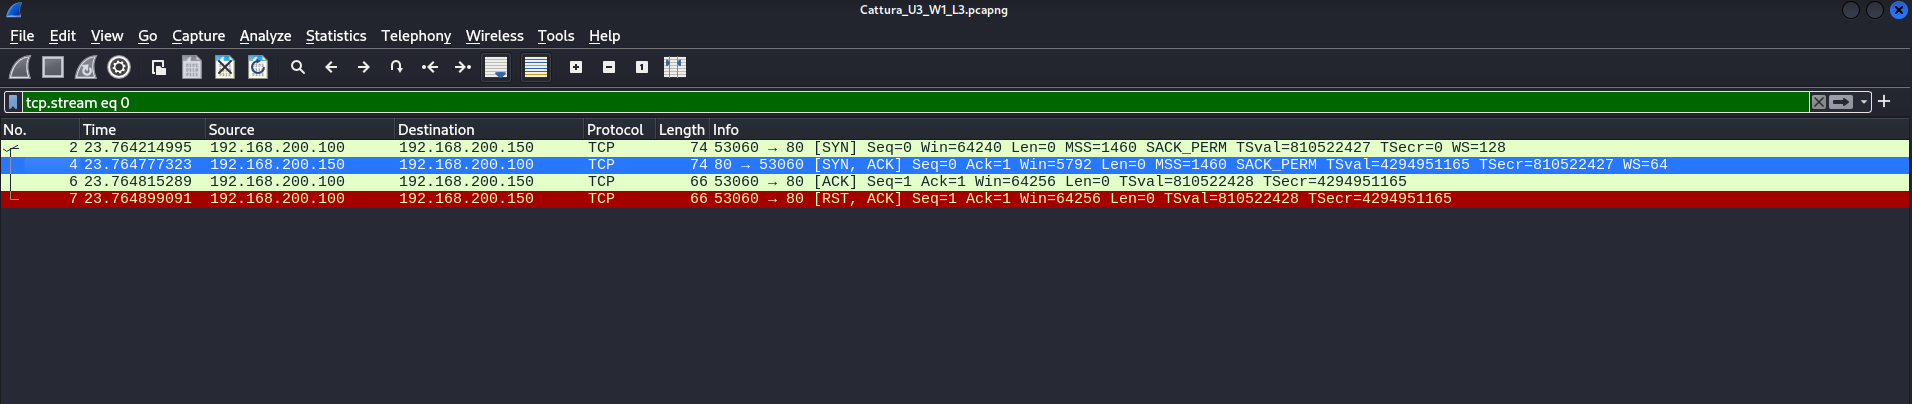 Cattura_U3_W1_L3.pcapng
File Edit View Go Capture Analyze Statistics Telephony Wireless Tools Help
tcp.stream eq 0
No. Time Source Destination Protocol Length Info
2 23.764214995 192.168.200.100 192.168.200.150 TCP 74 53060 → 80 [SYN] Seq=0 Win=64240 Len=0 MSS=1460 SACK_PERM TSval=810522427 TSecr=0 WS=128
4 23.764777323 192.168.200.150 192.168.200.100 TCP 74 80 → 53060 [SYN, ACK] Seq=0 Ack=1 Win=5792 Len=0 MSS=1460 SACK_PERM TSval=4294951165 TSecr=810522427 WS=64
6 23.764815289 192.168.200.100 192.168.200.150 TCP 66 53060 → 80 [ACK] Seq=1 Ack=1 Win=64256 Len=0 TSval=810522428 TSecr=4294951165
7 23.764899091 192.168.200.100 192.168.200.150 TCP 66 53060 → 80 [RST, ACK] Seq=1 Ack=1 Win=64256 Len=0 TSval=810522428 TSecr=4294951165